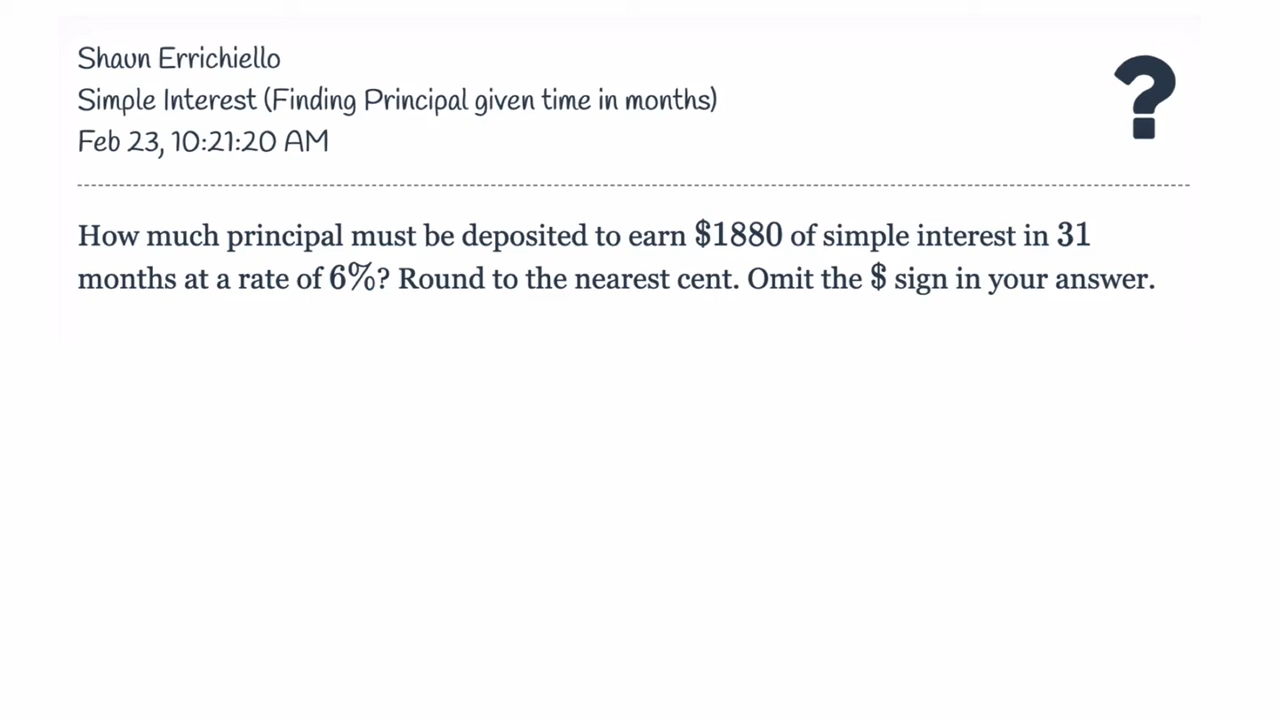 Shaun Errichiello
Simple Interest (Finding Principal given time in months)
Feb 23, 10:21:20 AM
?
How much principal must be deposited to earn $1880 of simple interest in 31
months at a rate of 6%? Round to the nearest cent. Omit the $ sign in your answer.